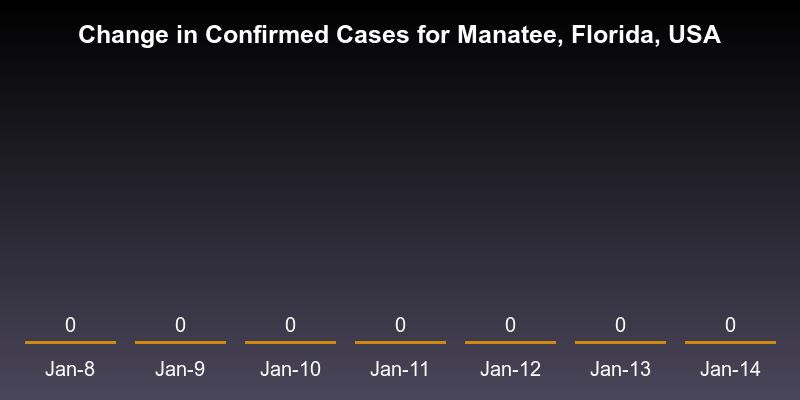 Change in Confirmed Cases for Manatee, Florida, USA
0 0 0 0 0 0 0
Jan-8 Jan-9 Jan-10 Jan-11 Jan-12 Jan-13 Jan-14